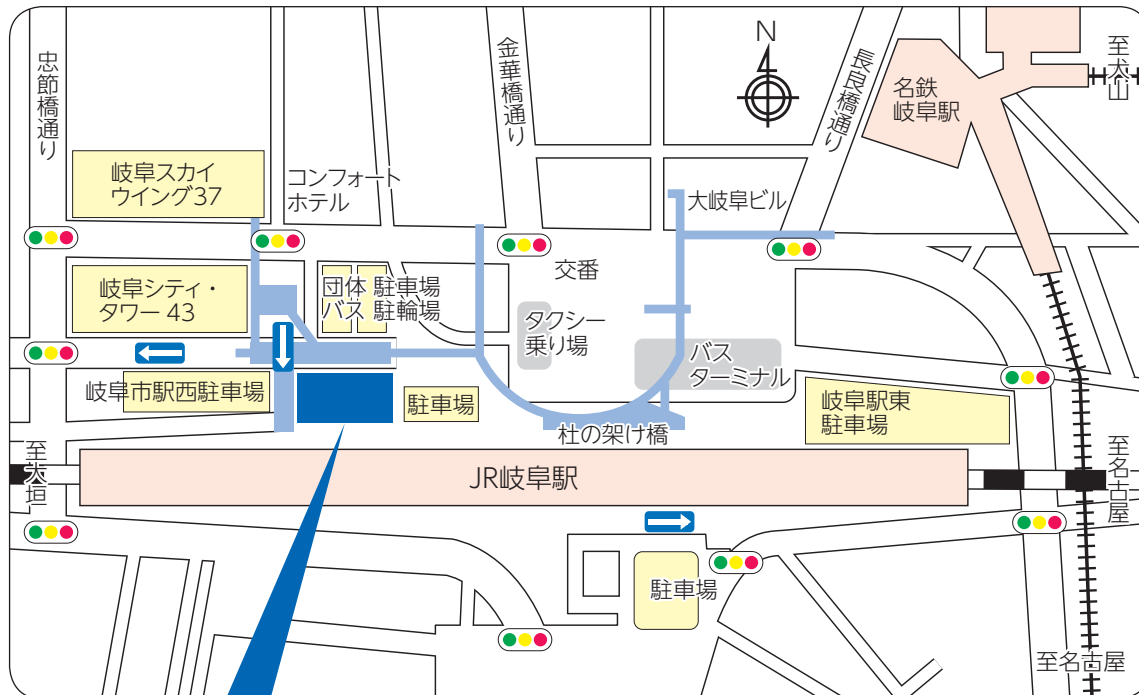 忠節橋通り
金華橋通り
N
長良橋通り
名鉄
岐阜駅
至犬山
岐阜スカイ
ウイング37
コンフォート
ホテル
大岐阜ビル
交番
岐阜シティ・
タワー 43
団体
バス
駐車場
駐輪場
タクシー
乗り場
バス
ターミナル
岐阜市駅西駐車場
駐車場
岐阜駅東
駐車場
杜の架け橋
至大垣
JR岐阜駅
至名古屋
駐車場
至名古屋